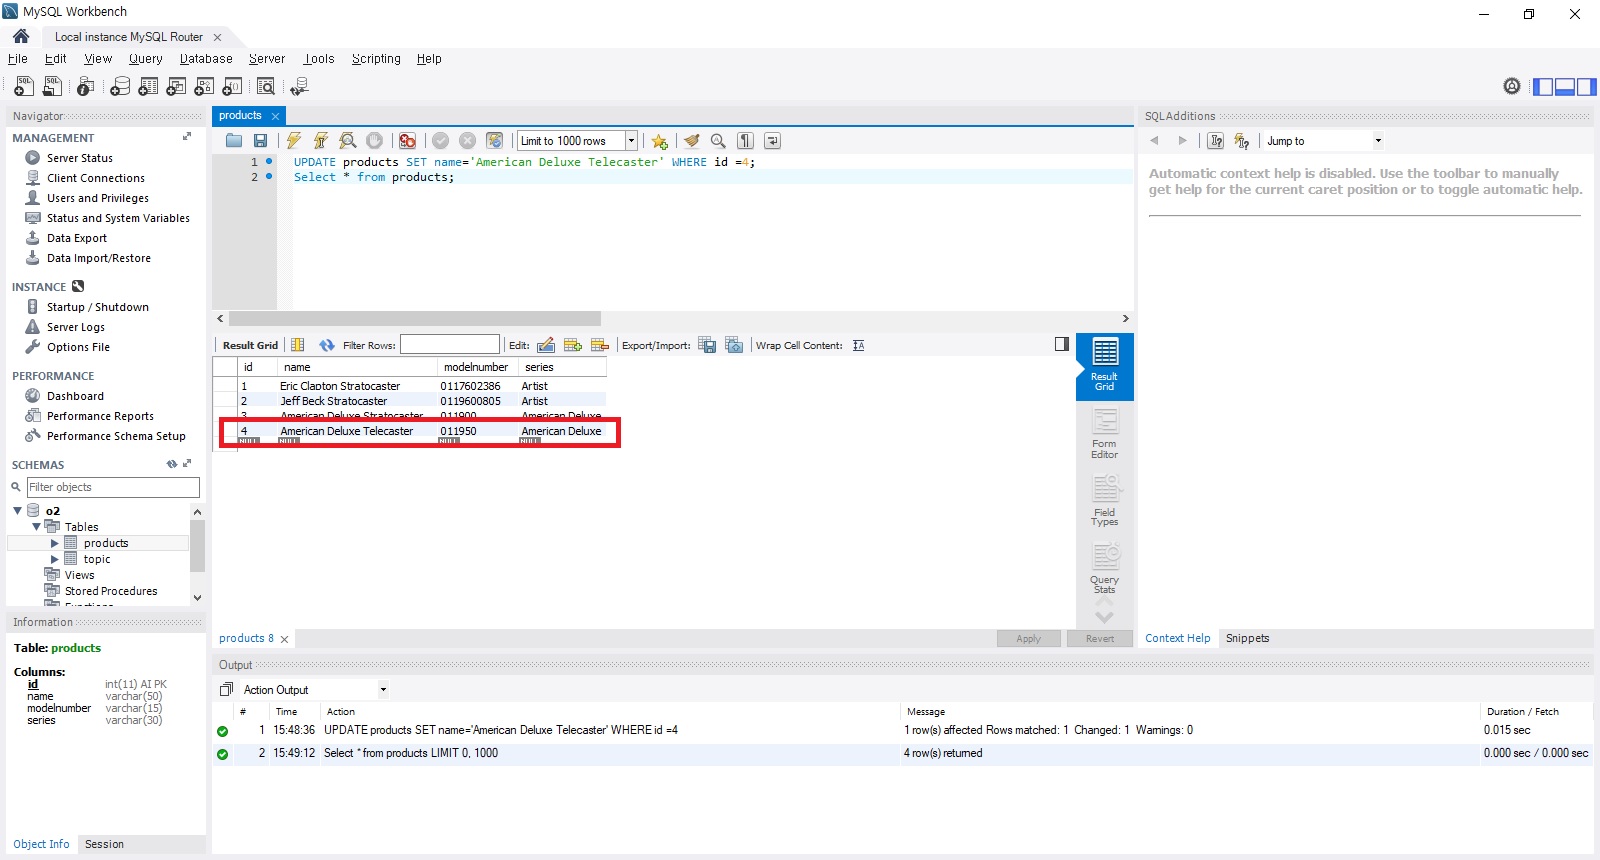 MySQL Workbench
Local instance MySQL Router ×
File Edit View Query Database Server Tools Scripting Help
Navigator
MANAGEMENT
Server Status
Client Connections
Users and Privileges
Status and System Variables
Data Export
Data Import/Restore
INSTANCE
Startup / Shutdown
Server Logs
Options File
PERFORMANCE
Dashboard
Performance Reports
Performance Schema Setup
SCHEMAS
Filter objects
o2
Tables
products
topic
Views
Stored Procedures
Functions
Information
Table: products
Columns:
id int(11) AI PK
name varchar(50)
modelnumber varchar(15)
series varchar(30)
Object Info Session
products ×
Limit to 1000 rows
1 UPDATE products SET name='American Deluxe Telecaster' WHERE id =4;
2 Select * from products;
Result Grid Filter Rows: Edit: Export/Import: Wrap Cell Content:
id name modelnumber series
1 Eric Clapton Stratocaster 0117602386 Artist
2 Jeff Beck Stratocaster 0119600805 Artist
3 American Deluxe Stratocaster 011900 American Deluxe
4 American Deluxe Telecaster 011950 American Deluxe
NULL NULL NULL NULL
Result Grid
Form Editor
Field Types
Query Stats
products 8 × Apply Revert
SQLAdditions
Jump to
Automatic context help is disabled. Use the toolbar to manually
get help for the current caret position or to toggle automatic help.
Context Help Snippets
Output
Action Output
# Time Action Message Duration / Fetch
1 15:48:36 UPDATE products SET name='American Deluxe Telecaster' WHERE id =4 1 row(s) affected Rows matched: 1 Changed: 1 Warnings: 0 0.015 sec
2 15:49:12 Select * from products LIMIT 0, 1000 4 row(s) returned 0.000 sec / 0.000 sec